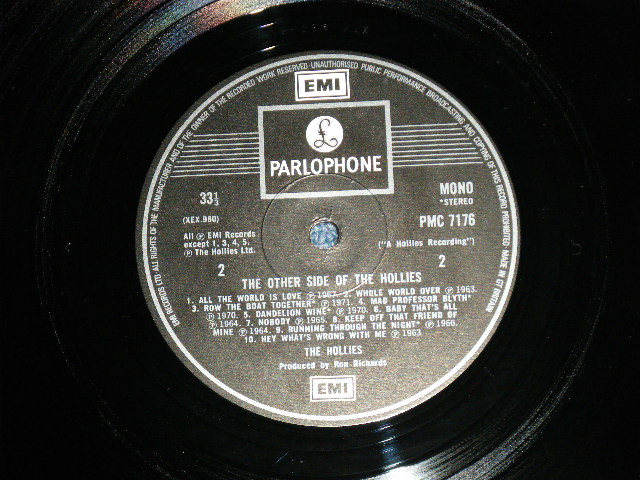 EMI RECORDS LTD. ALL RIGHTS OF THE MANUFACTURER AND OF THE OWNER OF THE RECORDED WORK RESERVED · UNAUTHORISED PUBLIC PERFORMANCE BROADCASTING AND COPYING OF THIS RECORD PROHIBITED · MADE IN GT BRITAIN
EMI
£
PARLOPHONE
33⅓
(XEX.980)
All ℗ EMI Records
except 1, 3, 4, 5.
℗ The Hollies Ltd.
2
MONO
*STEREO
PMC 7176
("A Hollies Recording")
2
THE OTHER SIDE OF THE HOLLIES
1. ALL THE WORLD IS LOVE ℗ 1967. 2. WHOLE WORLD OVER ℗ 1963.
3. ROW THE BOAT TOGETHER* ℗ 1971. 4. MAD PROFESSOR BLYTH*
℗ 1970. 5. DANDELION WINE* ℗ 1970. 6. BABY THAT'S ALL
℗ 1964. 7. NOBODY ℗ 1965. 8. KEEP OFF THAT FRIEND OF
MINE ℗ 1964. 9. RUNNING THROUGH THE NIGHT* ℗ 1966.
10. HEY WHAT'S WRONG WITH ME ℗ 1963
THE HOLLIES
Produced by Ron Richards
EMI